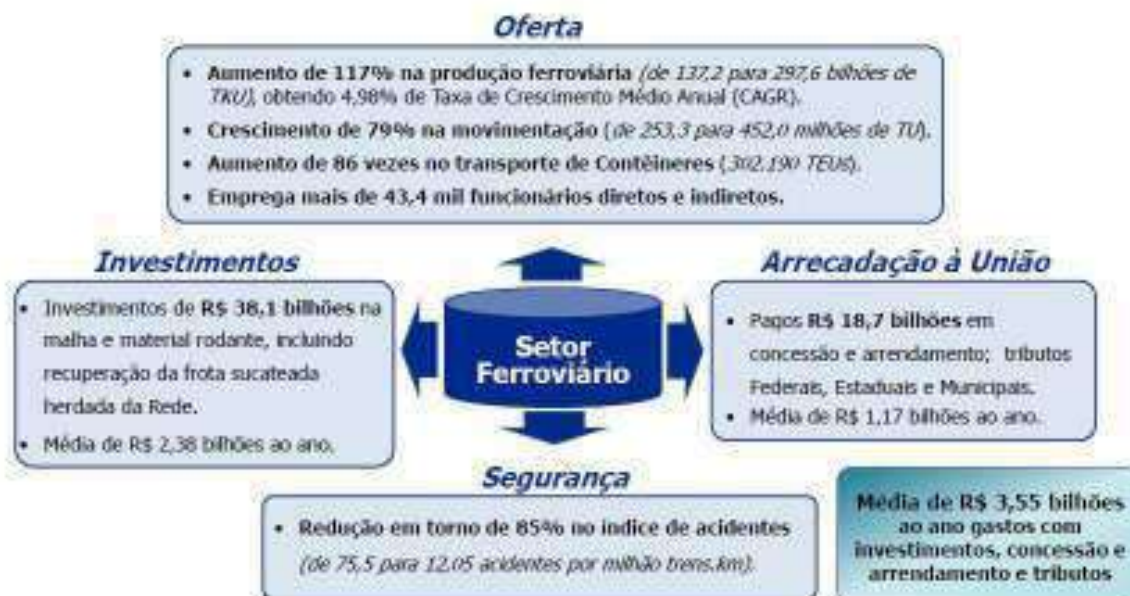 Oferta
• Aumento de 117% na produção ferroviária (de 137,2 para 297,6 bilhões de
TKU), obtendo 4,98% de Taxa de Crescimento Médio Anual (CAGR).
• Crescimento de 79% na movimentação (de 253,3 para 452,0 milhões de TU).
• Aumento de 86 vezes no transporte de Contêineres (302.190 TEUs).
• Emprega mais de 43,4 mil funcionários diretos e indiretos.
Investimentos
• Investimentos de R$ 38,1 bilhões na
malha e material rodante, incluindo
recuperação da frota sucateada
herdada da Rede.
• Média de R$ 2,38 bilhões ao ano.
Setor
Ferroviário
Arrecadação à União
• Pagos R$ 18,7 bilhões em
concessão e arrendamento; tributos
Federais, Estaduais e Municipais.
• Média de R$ 1,17 bilhões ao ano.
Segurança
• Redução em torno de 85% no índice de acidentes
(de 75,5 para 12,05 acidentes por milhão trens.km).
Média de R$ 3,55 bilhões
ao ano gastos com
investimentos, concessão e
arrendamento e tributos